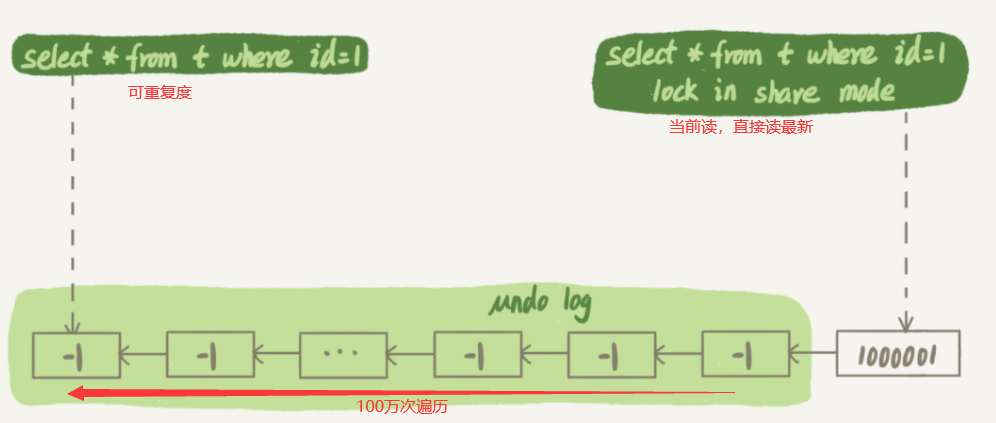 select * from t where id=1
可重复度
select * from t where id=1
lock in share mode
当前读，直接读最新
undo log
-1
-1
...
-1
-1
-1
1000001
100万次遍历